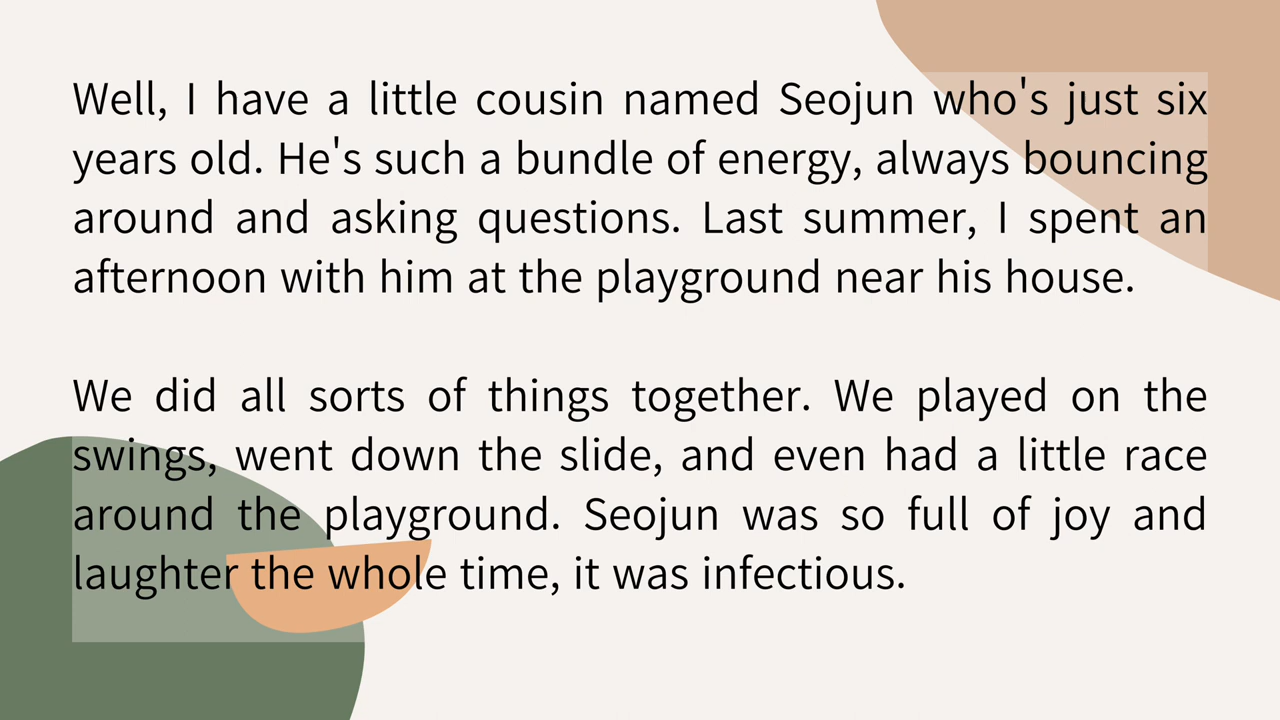 Well, I have a little cousin named Seojun who's just six
years old. He's such a bundle of energy, always bouncing
around and asking questions. Last summer, I spent an
afternoon with him at the playground near his house.
We did all sorts of things together. We played on the
swings, went down the slide, and even had a little race
around the playground. Seojun was so full of joy and
laughter the whole time, it was infectious.